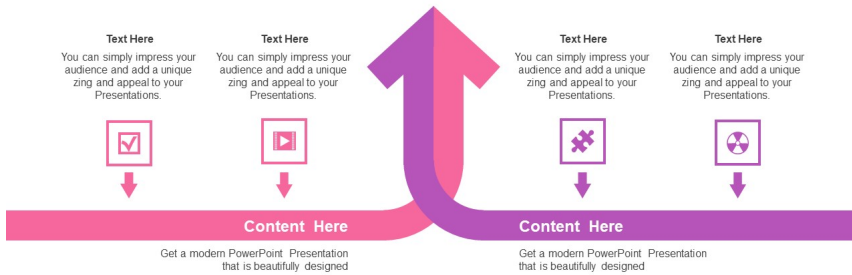 Text Here
You can simply impress your
audience and add a unique
zing and appeal to your
Presentations.
Text Here
You can simply impress your
audience and add a unique
zing and appeal to your
Presentations.
Text Here
You can simply impress your
audience and add a unique
zing and appeal to your
Presentations.
Text Here
You can simply impress your
audience and add a unique
zing and appeal to your
Presentations.
Content Here
Get a modern PowerPoint Presentation
that is beautifully designed
Content Here
Get a modern PowerPoint Presentation
that is beautifully designed